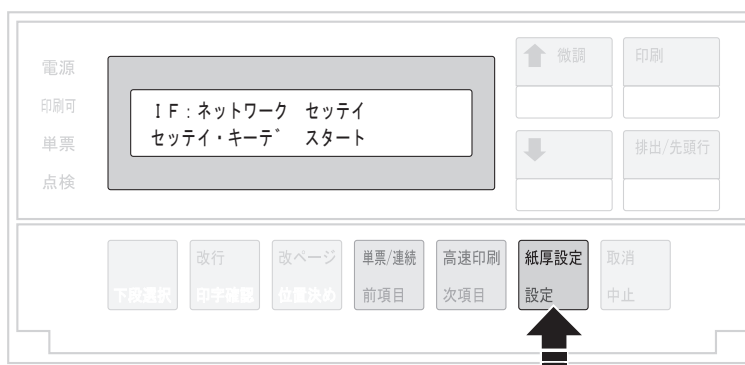 電源
印刷可
単票
点検
IF:ネットワーク セッテイ
セッテイ・キーデ゛ スタート
微調
印刷
排出/先頭行
改行
改ページ
単票/連続
高速印刷
紙厚設定
取消
下段選択
印字確認
位置決め
前項目
次項目
設定
中止